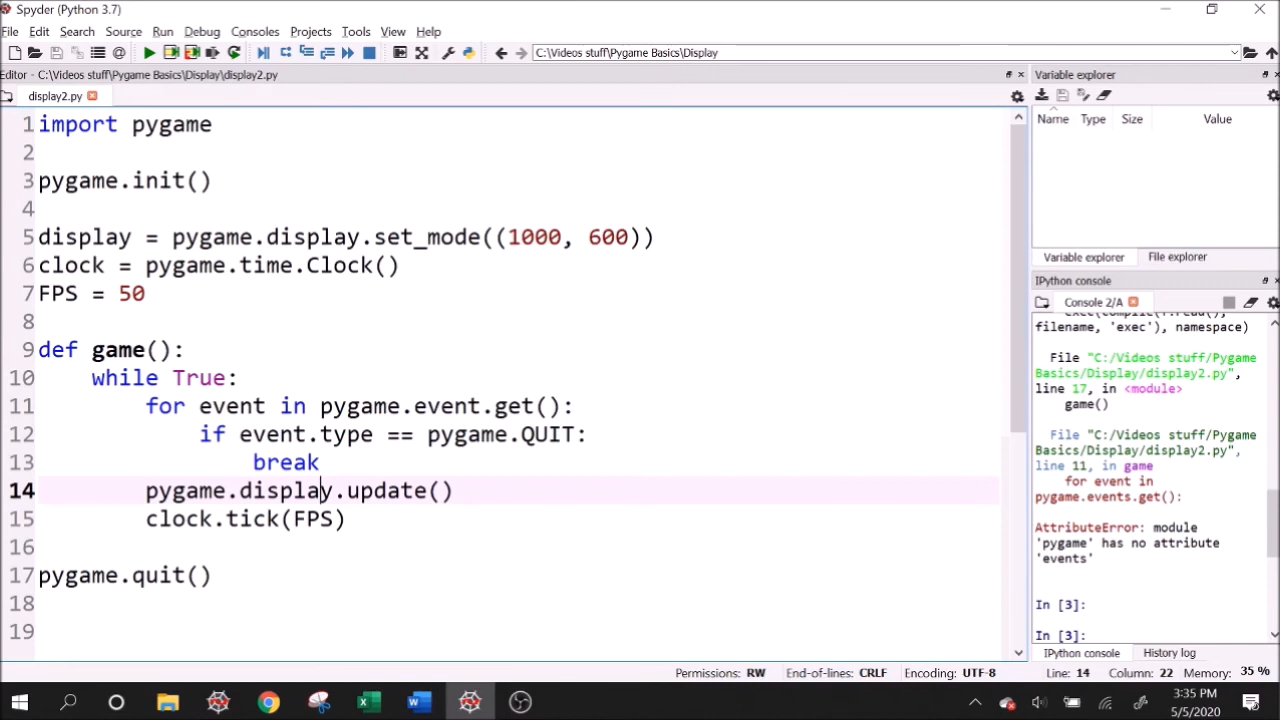 Spyder (Python 3.7)
File Edit Search Source Run Debug Consoles Projects Tools View Help
C:\Videos stuff\Pygame Basics\Display
Editor - C:\Videos stuff\Pygame Basics\Display\display2.py
display2.py
1 import pygame
2
3 pygame.init()
4
5 display = pygame.display.set_mode((1000, 600))
6 clock = pygame.time.Clock()
7 FPS = 50
8
9 def game():
10 while True:
11 for event in pygame.event.get():
12 if event.type == pygame.QUIT:
13 break
14 pygame.display.update()
15 clock.tick(FPS)
16
17 pygame.quit()
18
19
Variable explorer
Name Type Size Value
Variable explorer File explorer
IPython console
Console 2/A
exec(compile(f.read(),
filename, 'exec'), namespace)
File "C:/Videos stuff/Pygame
Basics/Display/display2.py",
line 17, in <module>
game()
File "C:/Videos stuff/Pygame
Basics/Display/display2.py",
line 11, in game
for event in
pygame.events.get():
AttributeError: module
'pygame' has no attribute
'events'
In [3]:
In [3]:
IPython console History log
Permissions: RW End-of-lines: CRLF Encoding: UTF-8 Line: 14 Column: 22 Memory: 35 %
3:35 PM
5/5/2020